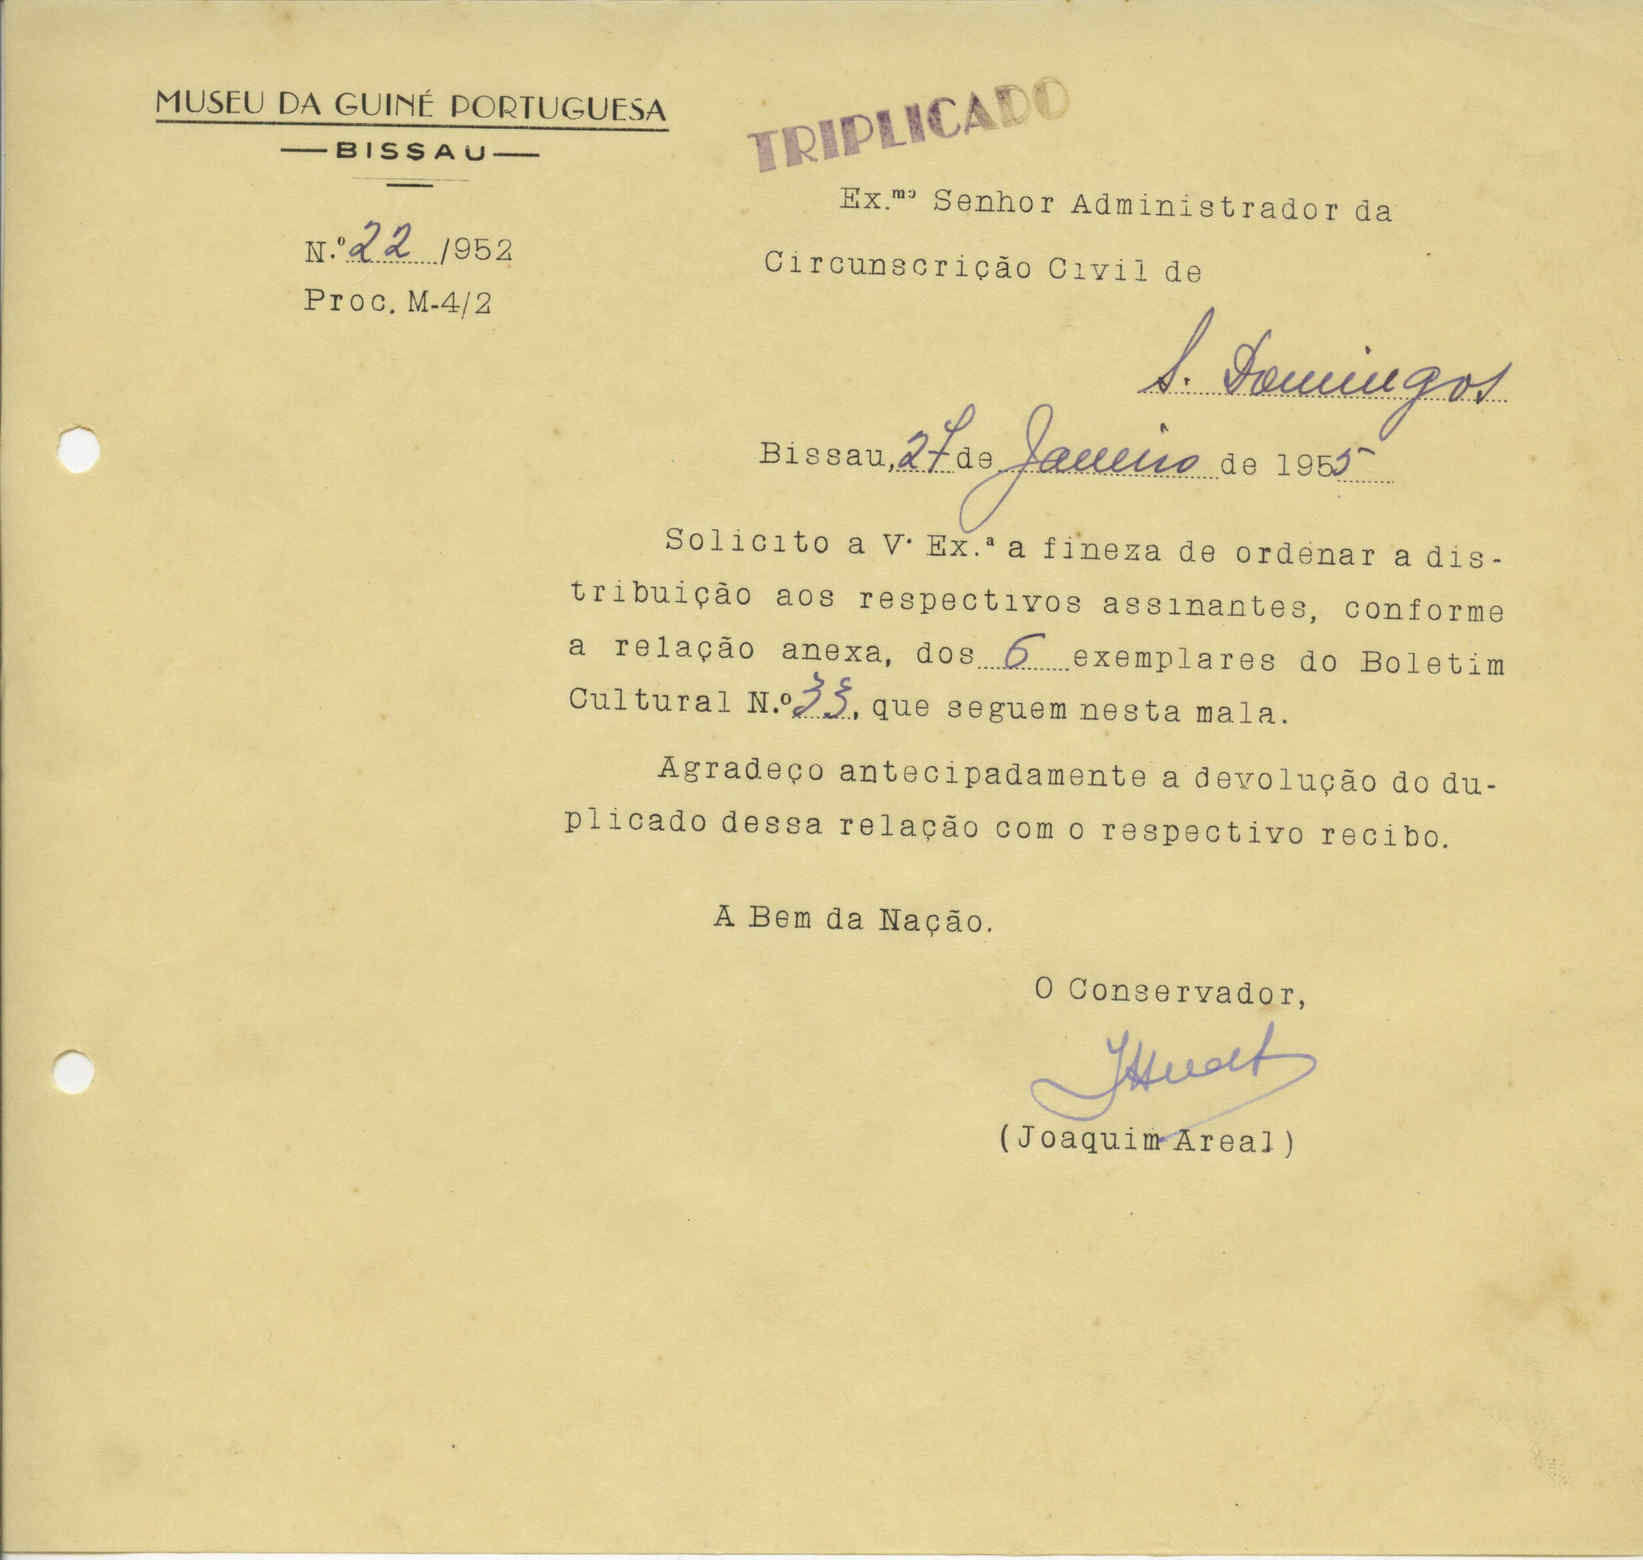 MUSEU DA GUINÉ PORTUGUESA
BISSAU
TRIPLICADO
N.º 22 /952
Proc. M-4/2
Ex.mo Senhor Administrador da
Circunscrição Civil de
S. Domingos
Bissau, 27 de Janeiro de 1955
Solicito a V. Ex.ª a fineza de ordenar a dis-
tribuição aos respectivos assinantes, conforme
a relação anexa, dos 6 exemplares do Boletim
Cultural N.º 33, que seguem nesta mala.
Agradeço antecipadamente a devolução do du-
plicado dessa relação com o respectivo recibo.
A Bem da Nação.
O Conservador,
(Joaquim Areal)